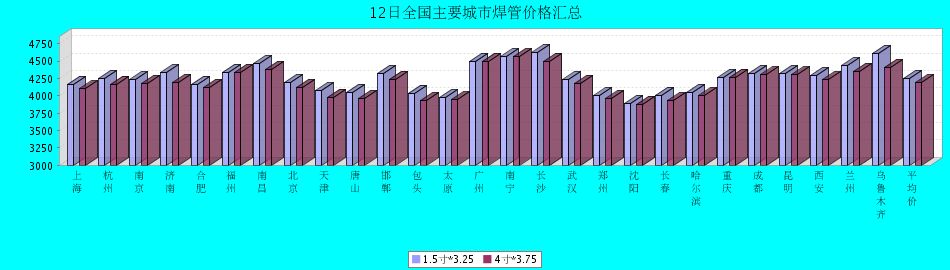 12日全国主要城市焊管价格汇总
4750
4500
4250
4000
3750
3500
3250
3000
上海
杭州
南京
济南
合肥
福州
南昌
北京
天津
唐山
邯郸
包头
太原
广州
南宁
长沙
武汉
郑州
沈阳
长春
哈尔滨
重庆
成都
昆明
西安
兰州
乌鲁木齐
平均价
1.5寸*3.25
4寸*3.75